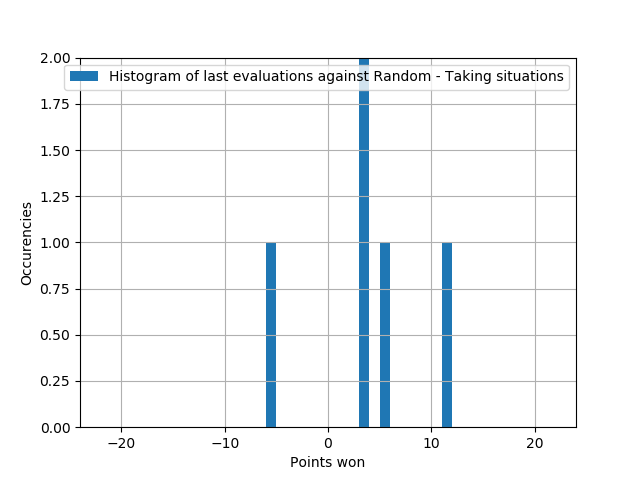 2.00
Histogram of last evaluations against Random - Taking situations
1.75
1.50
1.25
Occurencies
1.00
0.75
0.50
0.25
0.00
−20 −10 0 10 20
Points won